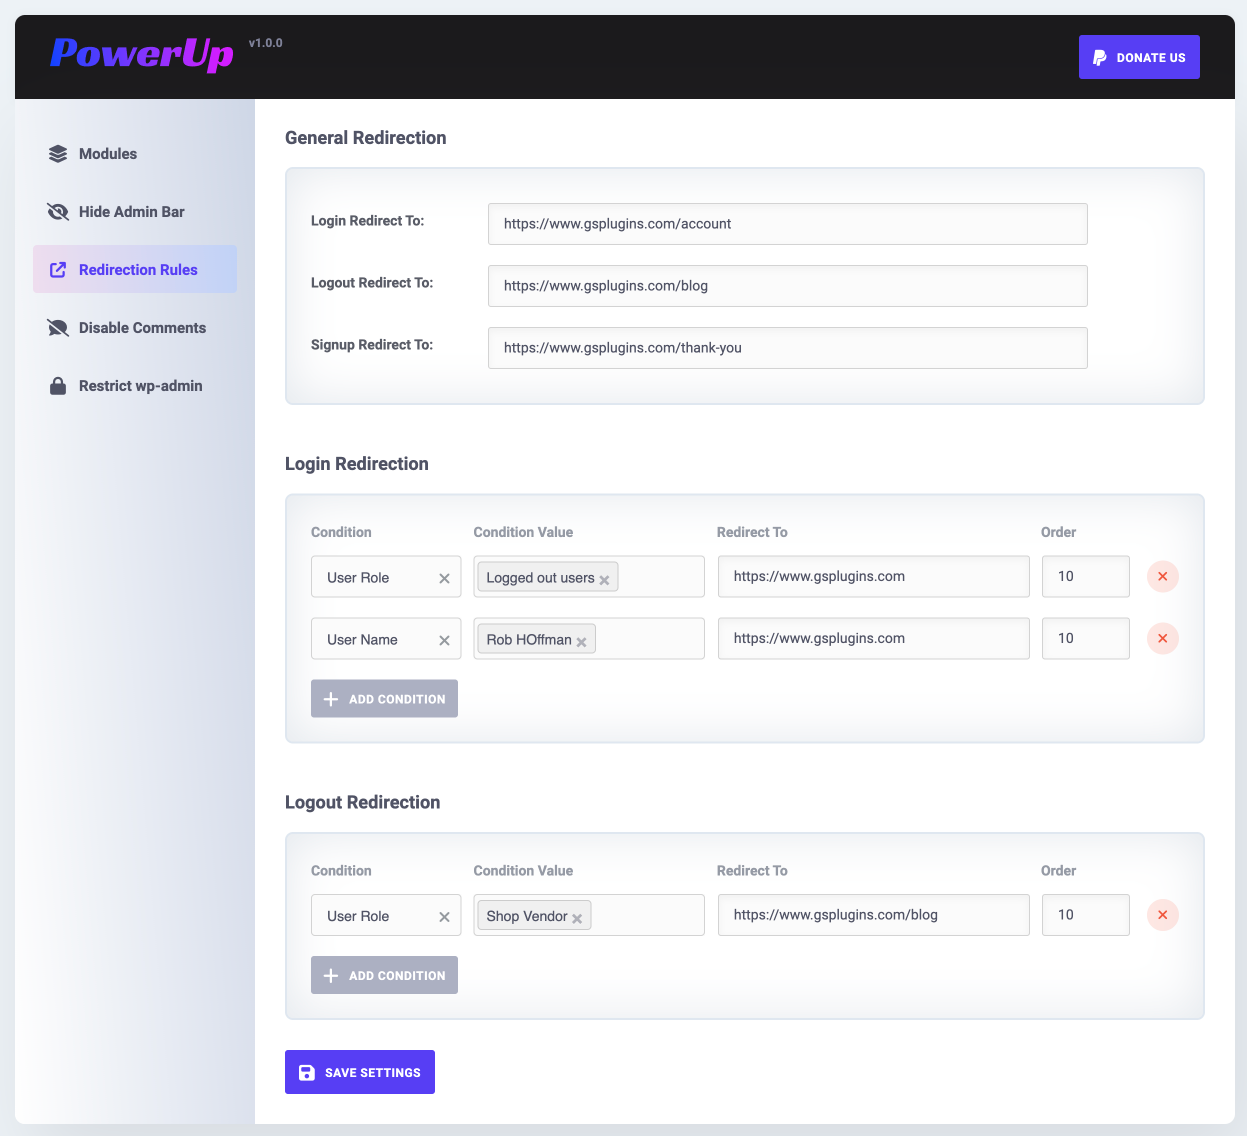 PowerUp v1.0.0
DONATE US
Modules
Hide Admin Bar
Redirection Rules
Disable Comments
Restrict wp-admin
General Redirection
Login Redirect To: https://www.gsplugins.com/account
Logout Redirect To: https://www.gsplugins.com/blog
Signup Redirect To: https://www.gsplugins.com/thank-you
Login Redirection
Condition Condition Value Redirect To Order
User Role Logged out users https://www.gsplugins.com 10
User Name Rob HOffman https://www.gsplugins.com 10
ADD CONDITION
Logout Redirection
Condition Condition Value Redirect To Order
User Role Shop Vendor https://www.gsplugins.com/blog 10
ADD CONDITION
SAVE SETTINGS